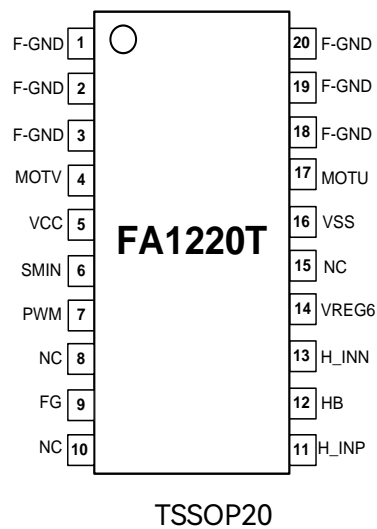 F-GND 1 20 F-GND
F-GND 2 19 F-GND
F-GND 3 18 F-GND
MOTV 4 17 MOTU
VCC 5 16 VSS
FA1220T
SMIN 6 15 NC
PWM 7 14 VREG6
NC 8 13 H_INN
FG 9 12 HB
NC 10 11 H_INP
TSSOP20